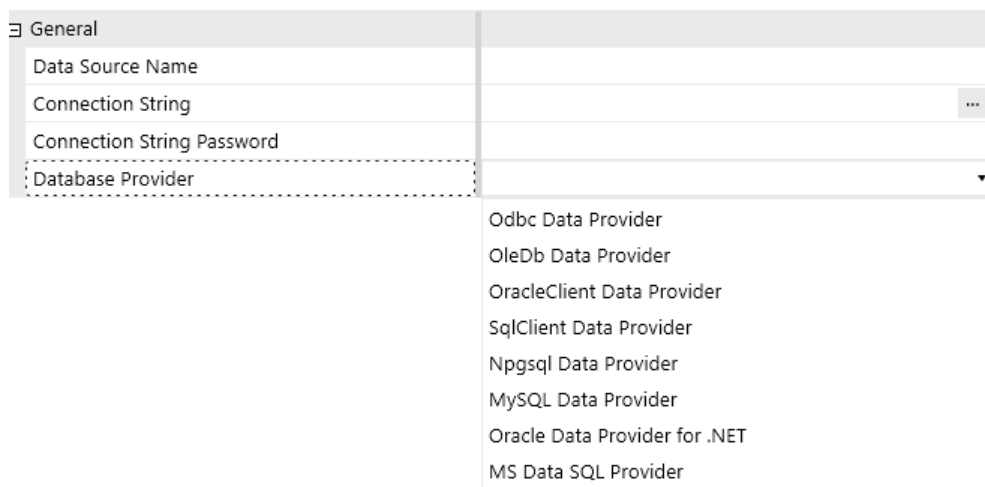 General
Data Source Name
Connection String
...
Connection String Password
Database Provider
Odbc Data Provider
OleDb Data Provider
OracleClient Data Provider
SqlClient Data Provider
Npgsql Data Provider
MySQL Data Provider
Oracle Data Provider for .NET
MS Data SQL Provider